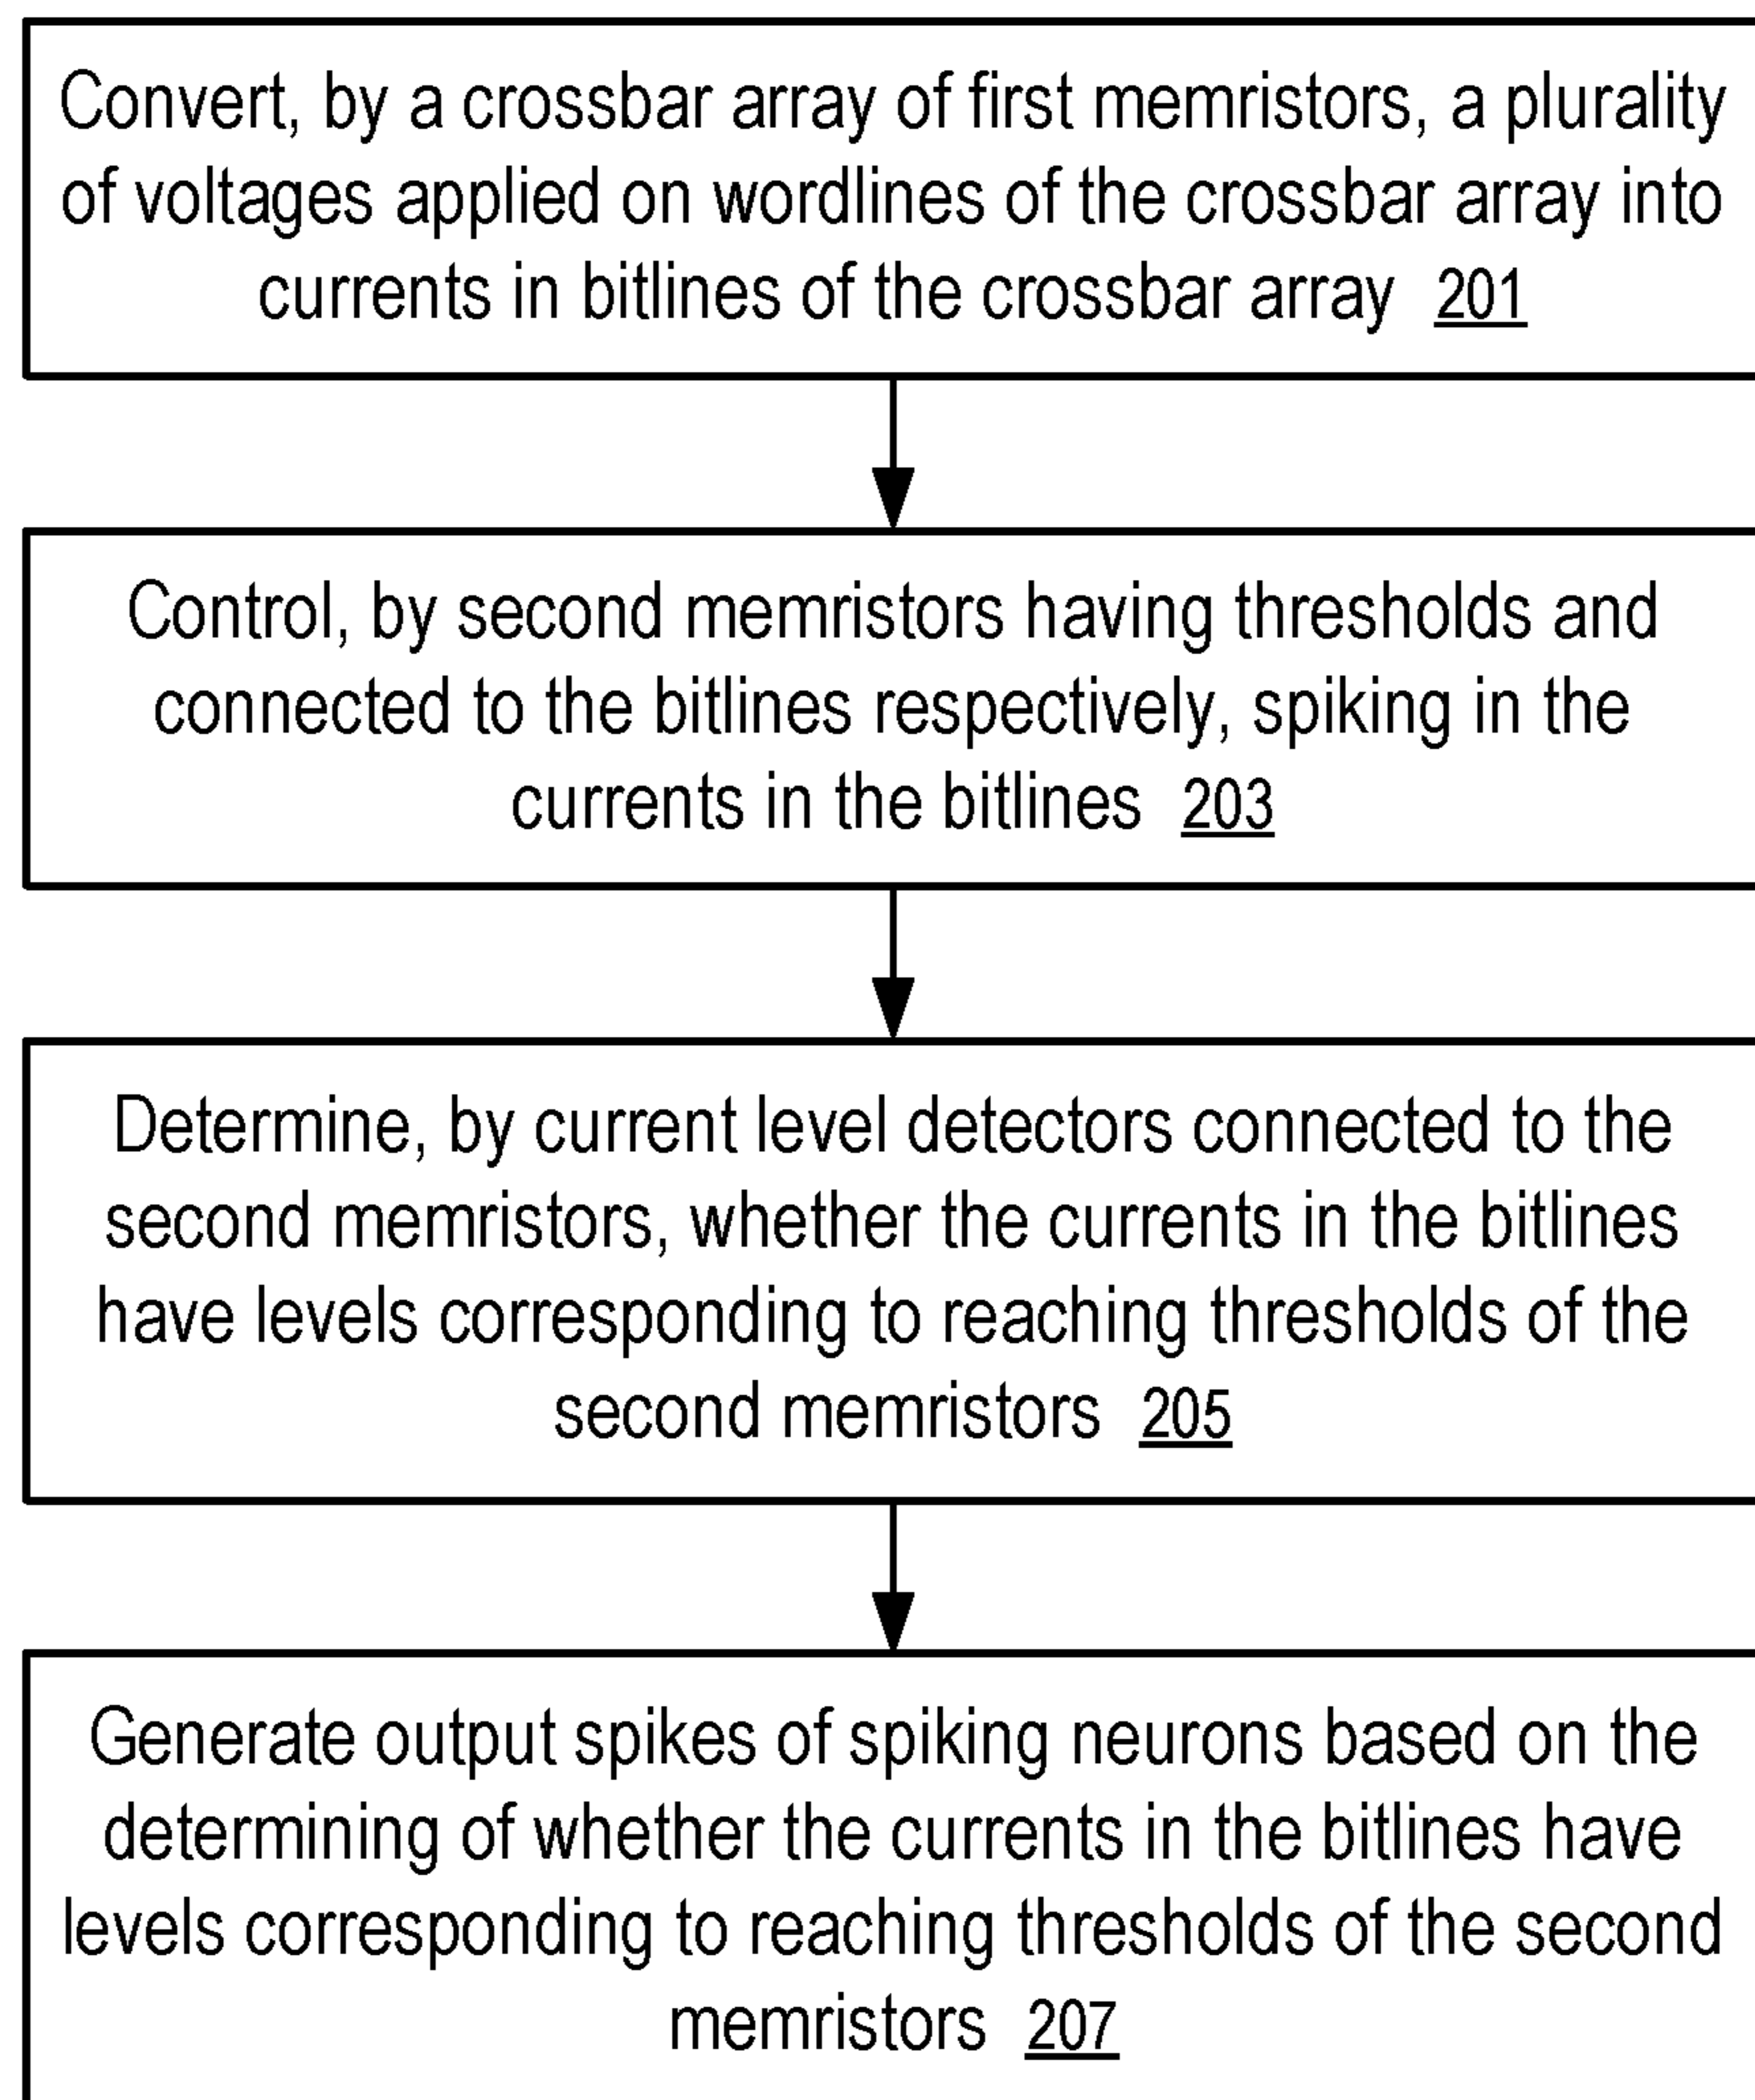 Convert, by a crossbar array of first memristors, a plurality
of voltages applied on wordlines of the crossbar array into
currents in bitlines of the crossbar array 201
Control, by second memristors having thresholds and
connected to the bitlines respectively, spiking in the
currents in the bitlines 203
Determine, by current level detectors connected to the
second memristors, whether the currents in the bitlines
have levels corresponding to reaching thresholds of the
second memristors 205
Generate output spikes of spiking neurons based on the
determining of whether the currents in the bitlines have
levels corresponding to reaching thresholds of the second
memristors 207